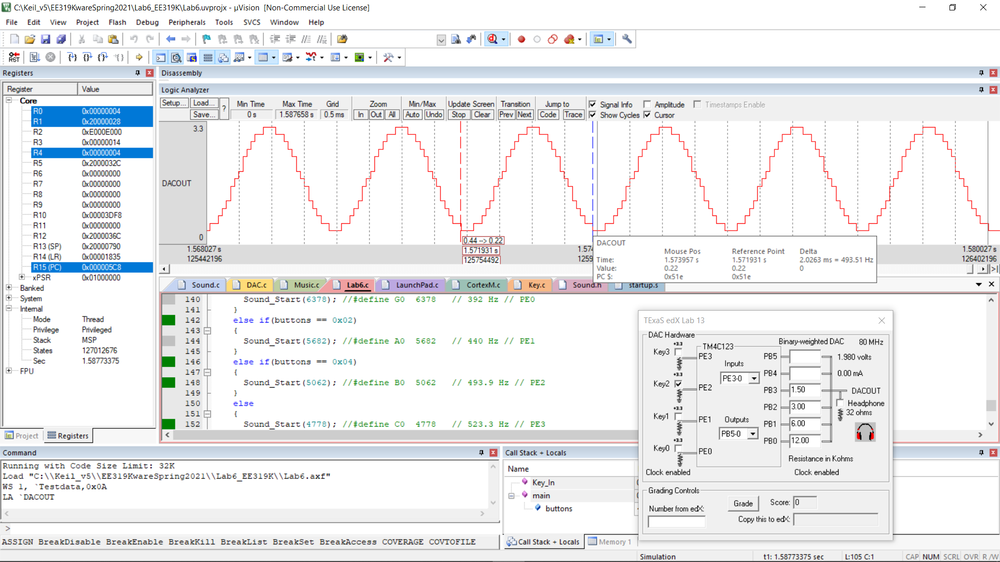 C:\Keil_v5\EE319KwareSpring2021\Lab6_EE319K\Lab6.uvprojx - µVision [Non-Commercial Use License]
File Edit View Project Flash Debug Peripherals Tools SVCS Window Help
RST
Registers
Register Value
Core
R0 0x00000004
R1 0x20000028
R2 0xE000E000
R3 0x00000014
R4 0x00000004
R5 0x2000032C
R6 0x00000000
R7 0x00000000
R8 0x00000000
R9 0x00000000
R10 0x00003DF8
R11 0x00000000
R12 0x2000036C
R13 (SP) 0x20000790
R14 (LR) 0x00001835
R15 (PC) 0x000005C8
xPSR 0x01000000
Banked
System
Internal
Mode Thread
Privilege Privileged
Stack MSP
States 127012676
Sec 1.58773375
FPU
Project Registers
Disassembly
Logic Analyzer
Setup... Load... Save... ?
Min Time Max Time Grid Zoom Min/Max Update Screen Transition Jump to
0 s 1.587658 s 0.5 ms In Out All Auto Undo Stop Clear Prev Next Code Trace
Signal Info Amplitude Timestamps Enable
Show Cycles Cursor
3.3
DACOUT
0
0.44 --> 0.22
1.568027 s 1.571931 s 1.574 1.580027 s
125442196 125754492 1259 126402196
DACOUT
Mouse Pos Reference Point Delta
Time: 1.573957 s 1.571931 s 2.0263 ms = 493.51 Hz
Value: 0.22 0.22 0
PC $: 0x51e 0x51e
Sound.c DAC.c Music.c Lab6.c LaunchPad.c CortexM.c Key.c Sound.h startup.s
140 Sound_Start(6378); //#define G0 6378 // 392 Hz // PE0
141 }
142 else if(buttons == 0x02)
143 {
144 Sound_Start(5682); //#define A0 5682 // 440 Hz // PE1
145 }
146 else if(buttons == 0x04)
147 {
148 Sound_Start(5062); //#define B0 5062 // 493.9 Hz // PE2
149 }
150 else
151 {
152 Sound_Start(4778); //#define C0 4778 // 523.3 Hz // PE3
TExaS edX Lab 13
DAC Hardware
+3.3
Key3 PE3
+3.3
Key2 PE2
+3.3
Key1 PE1
+3.3
Key0 PE0
Clock enabled
TM4C123
Inputs
PE3-0
Outputs
PB5-0
Binary-weighted DAC 80 MHz
PB5 1.980 volts
PB4 0.00 mA
PB3 1.50 DACOUT
PB2 3.00 Headphone
32 ohms
PB1 6.00
PB0 12.00
Resistance in Kohms
Clock enabled
Grading Controls
Number from edX: Grade Score: 0
Copy this to edX:
Command
Running with Code Size Limit: 32K
Load "C:\\Keil_v5\\EE319KwareSpring2021\\Lab6_EE319K\\Lab6.axf"
WS 1, `Testdata,0x0A
LA `DACOUT
>
ASSIGN BreakDisable BreakEnable BreakKill BreakList BreakSet BreakAccess COVERAGE COVTOFILE
Call Stack + Locals
Name
Key_In
main
buttons
Call Stack + Locals Memory 1
Simulation t1: 1.58773375 sec L:105 C:1 CAP NUM SCRL OVR R/W